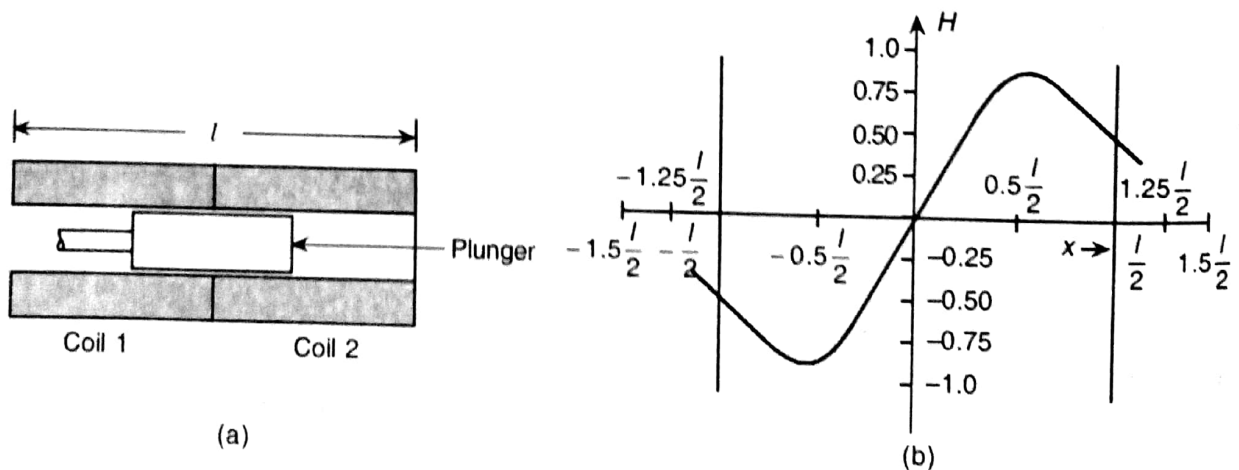 l
Plunger
Coil 1 Coil 2
(a)
H
1.0
0.75
0.50
0.25
-0.25
-0.50
-0.75
-1.0
-1.5 l/2
-1.25 l/2
- l/2
-0.5 l/2
0.5 l/2
x→
l/2
1.25 l/2
1.5 l/2
(b)